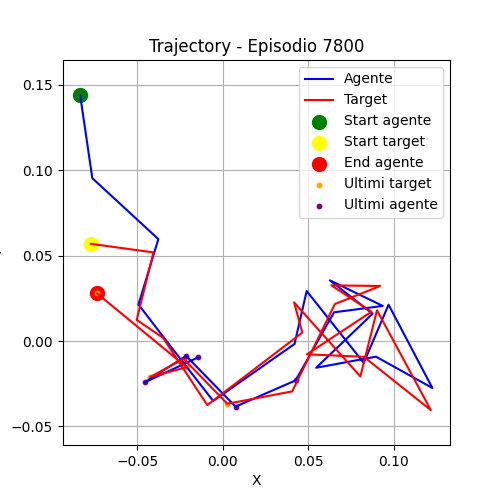 Trajectory - Episodio 7800
Agente
Target
Start agente
Start target
End agente
Ultimi target
Ultimi agente
0.15
0.10
0.05
0.00
−0.05
−0.05
0.00
0.05
0.10
X